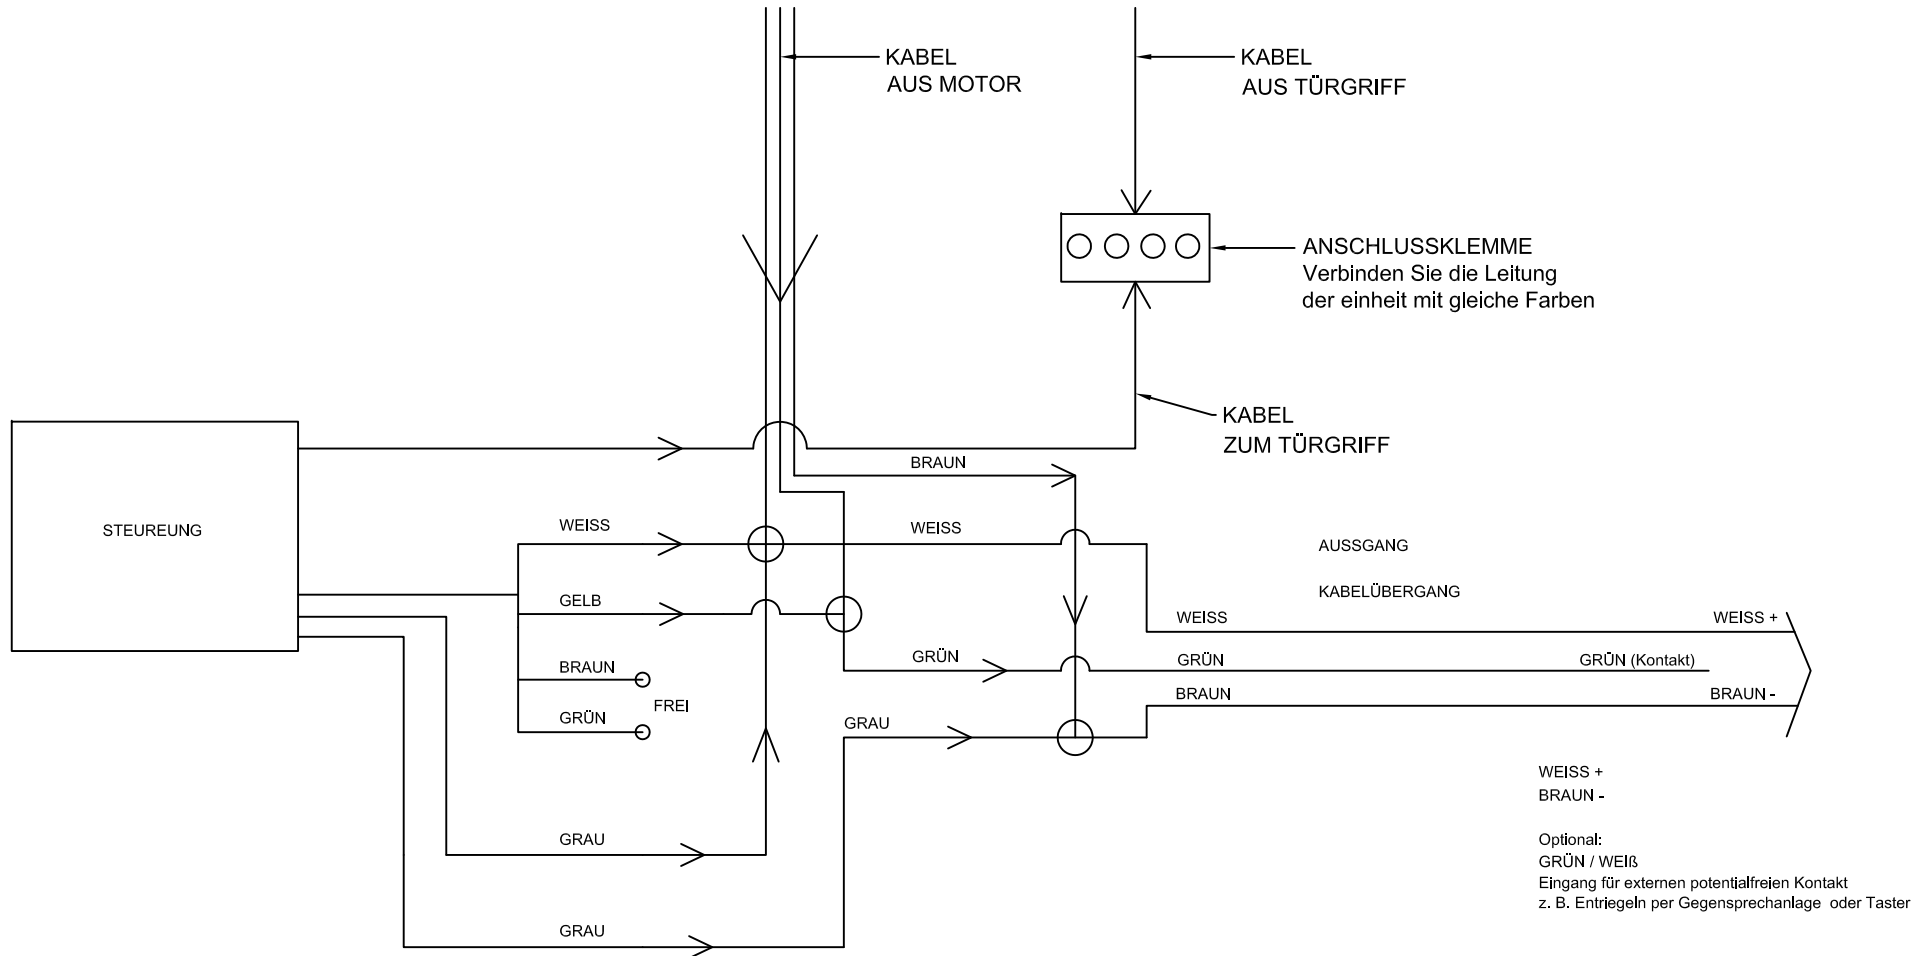 KABEL
AUS MOTOR
KABEL
AUS TÜRGRIFF
ANSCHLUSSKLEMME
Verbinden Sie die Leitung
der einheit mit gleiche Farben
KABEL
ZUM TÜRGRIFF
BRAUN
STEUREUNG
WEISS
WEISS
AUSSGANG
KABELÜBERGANG
GELB
WEISS
WEISS +
GRÜN
GRÜN
GRÜN (Kontakt)
BRAUN
BRAUN
BRAUN -
FREI
GRÜN
GRAU
WEISS +
BRAUN -
Optional:
GRÜN / WEIß
Eingang für externen potentialfreien Kontakt
z. B. Entriegeln per Gegensprechanlage oder Taster
GRAU
GRAU